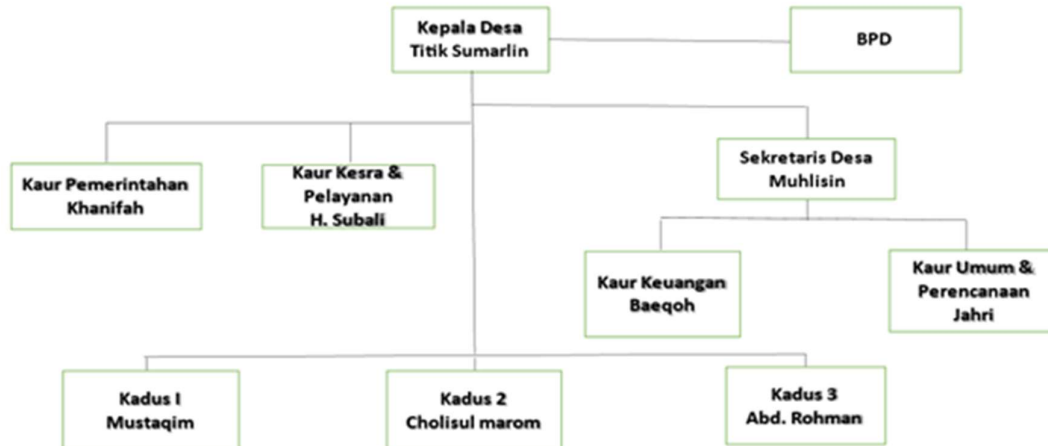 Kepala Desa
Titik Sumarlin
BPD
Kaur Pemerintahan
Khanifah
Kaur Kesra &
Pelayanan
H. Subali
Sekretaris Desa
Muhlisin
Kaur Keuangan
Baeqoh
Kaur Umum &
Perencanaan
Jahri
Kadus I
Mustaqim
Kadus 2
Cholisul marom
Kadus 3
Abd. Rohman